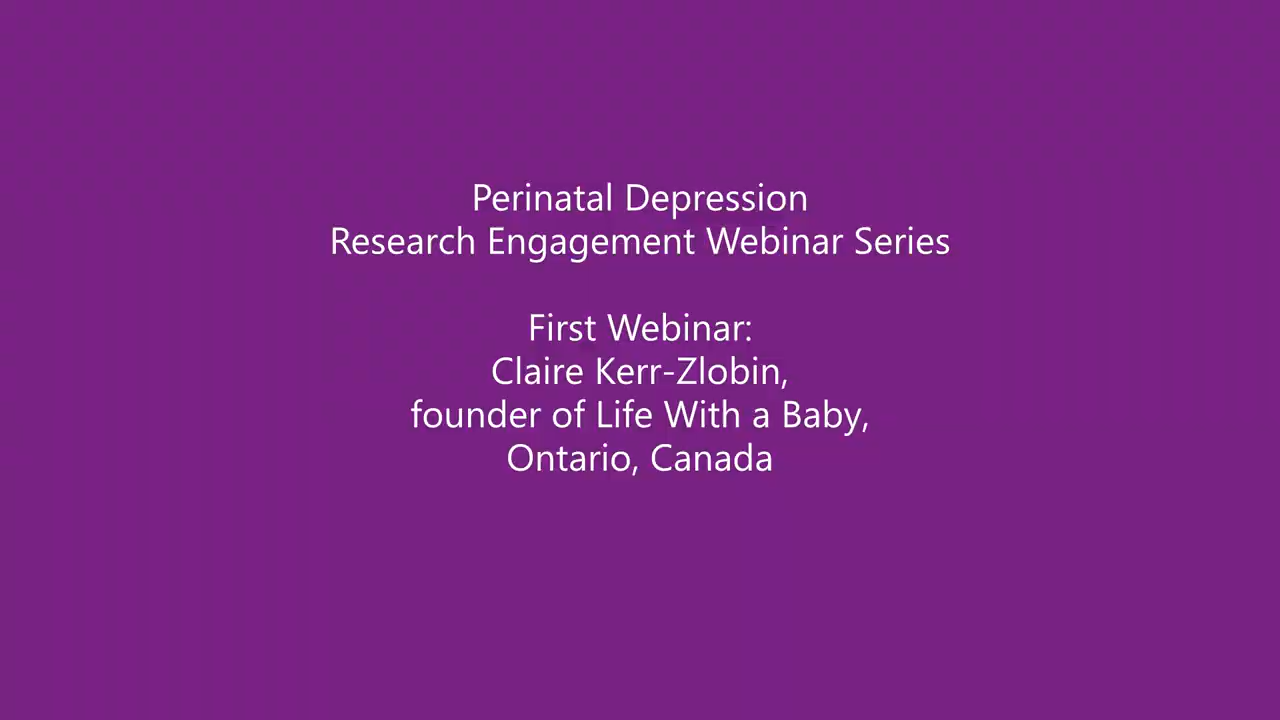 Perinatal Depression
Research Engagement Webinar Series
First Webinar:
Claire Kerr-Zlobin,
founder of Life With a Baby,
Ontario, Canada